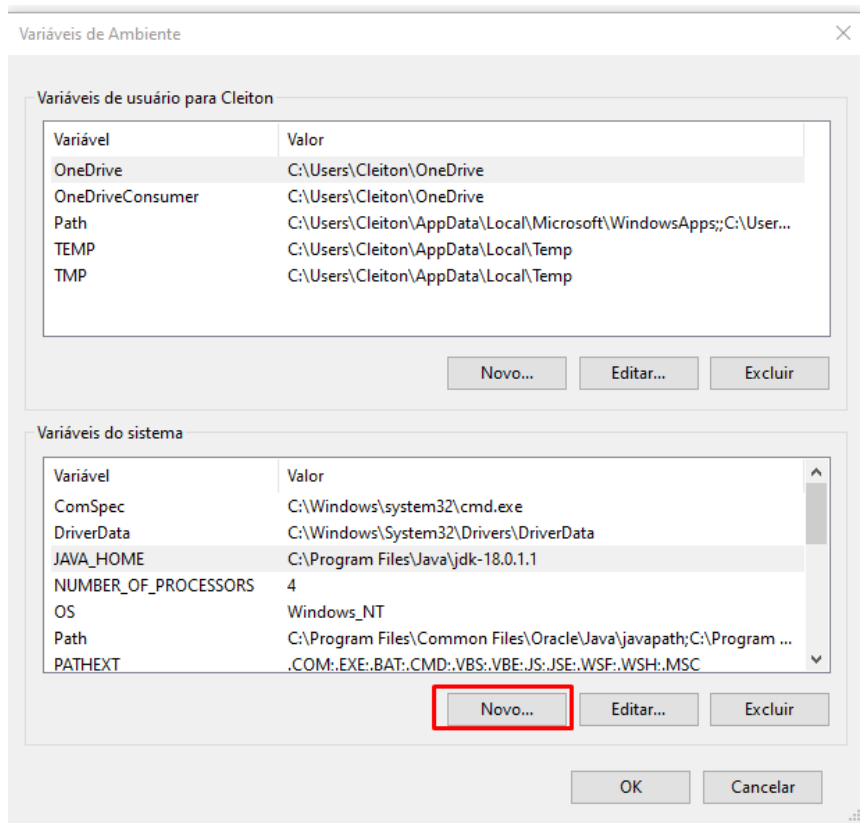 Variáveis de Ambiente
Variáveis de usuário para Cleiton
Variável Valor
OneDrive C:\Users\Cleiton\OneDrive
OneDriveConsumer C:\Users\Cleiton\OneDrive
Path C:\Users\Cleiton\AppData\Local\Microsoft\WindowsApps;;C:\User...
TEMP C:\Users\Cleiton\AppData\Local\Temp
TMP C:\Users\Cleiton\AppData\Local\Temp
Novo... Editar... Excluir
Variáveis do sistema
Variável Valor
ComSpec C:\Windows\system32\cmd.exe
DriverData C:\Windows\System32\Drivers\DriverData
JAVA_HOME C:\Program Files\Java\jdk-18.0.1.1
NUMBER_OF_PROCESSORS 4
OS Windows_NT
Path C:\Program Files\Common Files\Oracle\Java\javapath;C:\Program ...
PATHEXT .COM;.EXE;.BAT;.CMD;.VBS;.VBE;.JS;.JSE;.WSF;.WSH;.MSC
Novo... Editar... Excluir
OK Cancelar